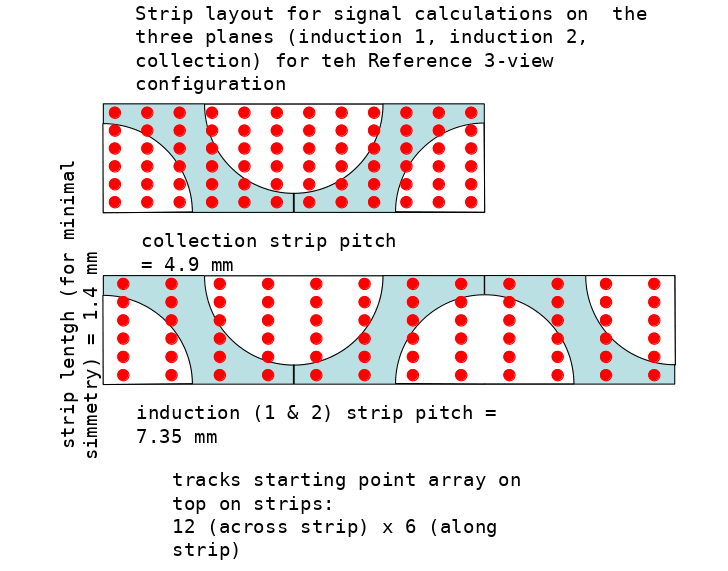 Strip layout for signal calculations on  the
three planes (induction 1, induction 2,
collection) for teh Reference 3-view
configuration
collection strip pitch
= 4.9 mm
strip lentgh (for minimal
simmetry) = 1.4 mm
induction (1 & 2) strip pitch =
7.35 mm
tracks starting point array on
top on strips:
12 (across strip) x 6 (along
strip)